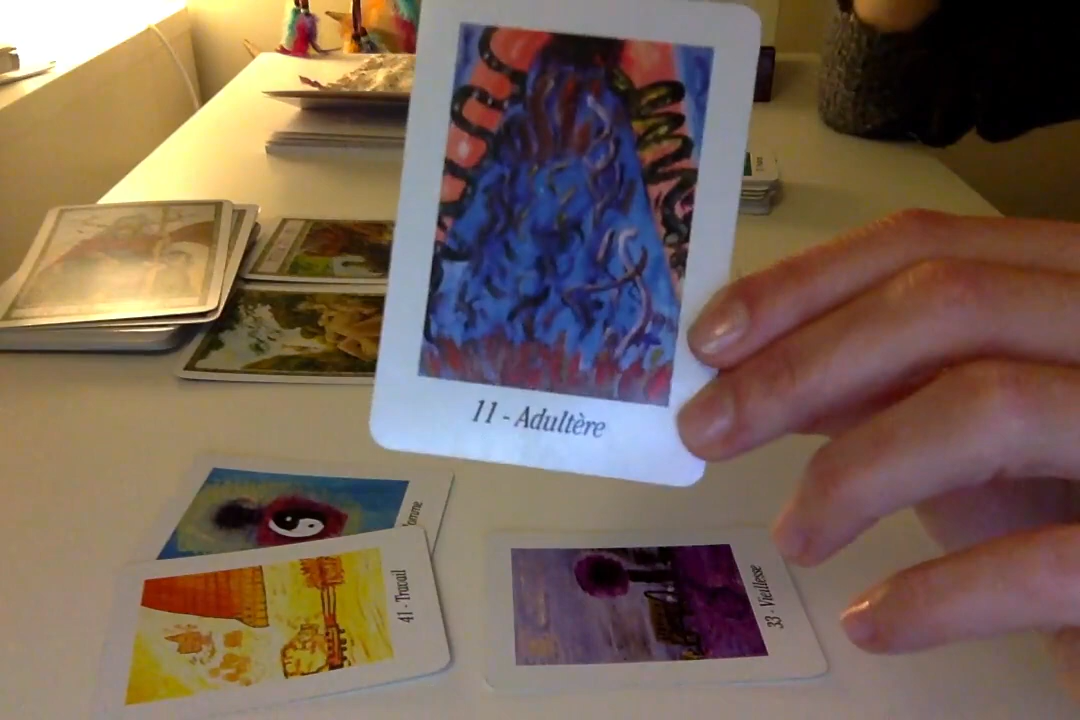 11 - Adultère
41 - Travail
33 - Vieillesse